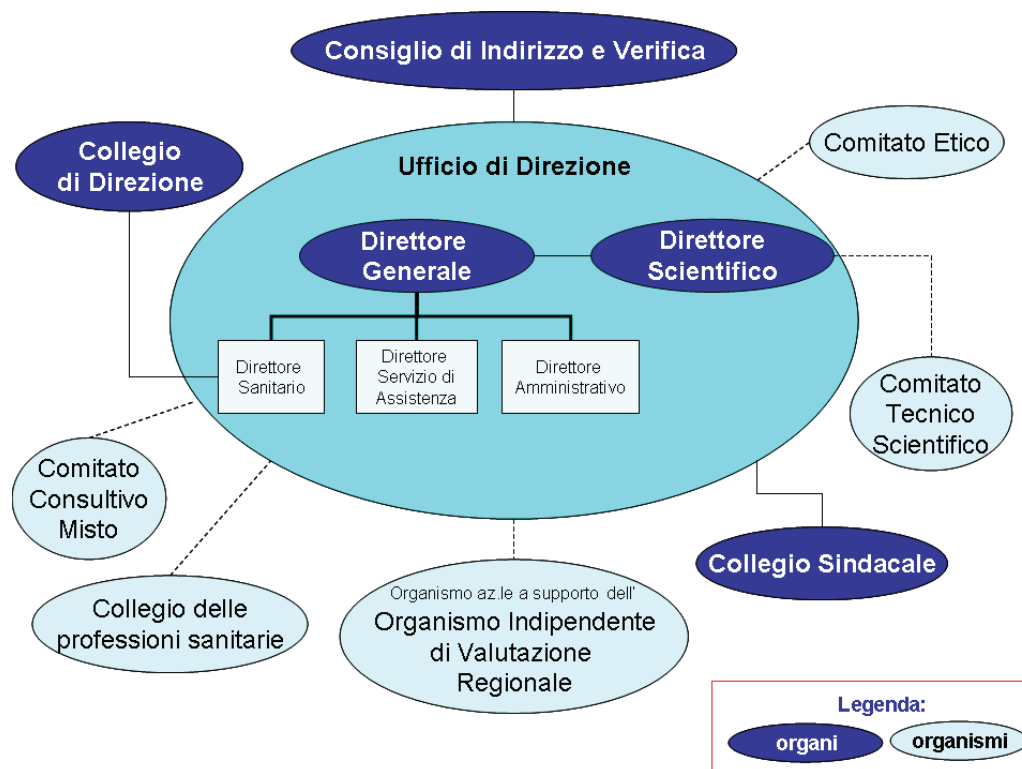 Consiglio di Indirizzo e Verifica
Collegio
di Direzione
Comitato Etico
Ufficio di Direzione
Direttore
Generale
Direttore
Scientifico
Direttore
Sanitario
Direttore
Servizio di
Assistenza
Direttore
Amministrativo
Comitato
Tecnico
Scientifico
Comitato
Consultivo
Misto
Collegio Sindacale
Collegio delle
professioni sanitarie
Organismo az.le a supporto dell'
Organismo Indipendente
di Valutazione
Regionale
Legenda:
organi
organismi